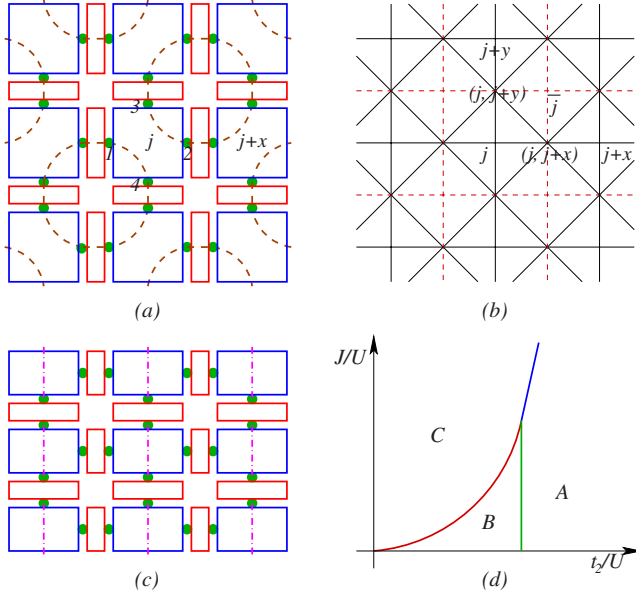 3
1
j
2
j+x
4
(a)
j+y
(j, j+y)
j̅
j
(j, j+x)
j+x
(b)
(c)
J/U
C
B
A
t₂/U
(d)